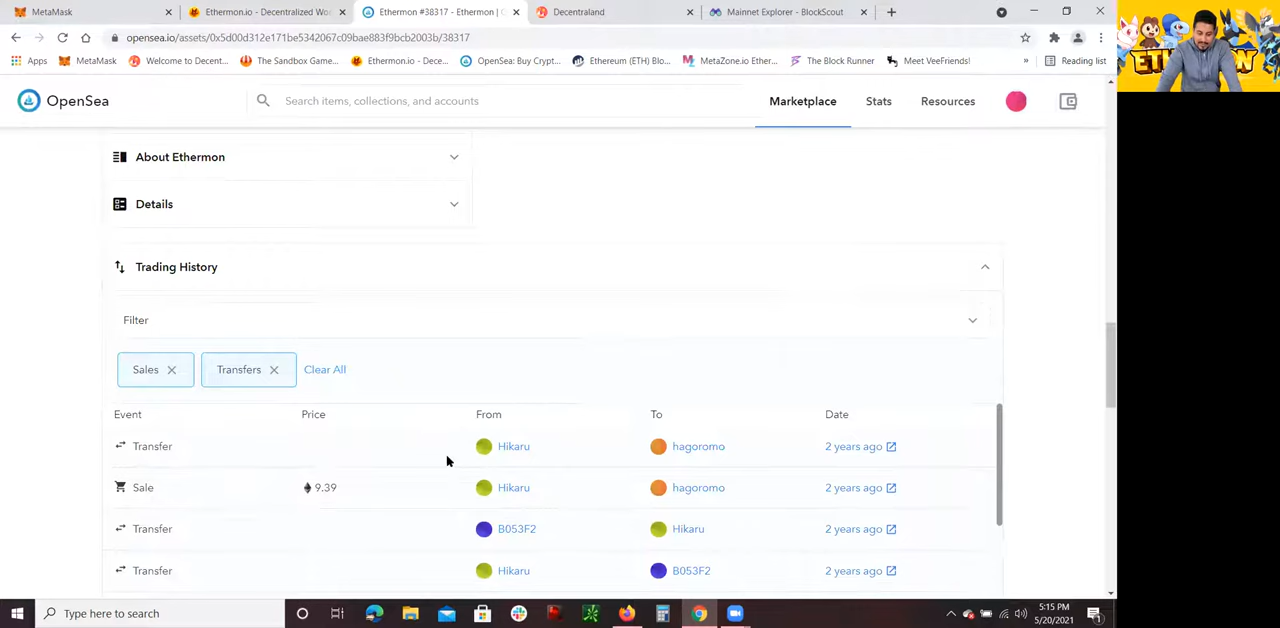 MetaMask
Ethermon.io - Decentralized Wo
Ethermon #38317 - Ethermon |
Decentraland
Mainnet Explorer - BlockScout
opensea.io/assets/0x5d00d312e171be5342067c09bae883f9bcb2003b/38317
Apps MetaMask Welcome to Decent... The Sandbox Game... Ethermon.io - Dece... OpenSea: Buy Crypt... Ethereum (ETH) Blo... MetaZone.io Ether... The Block Runner Meet VeeFriends! » Reading list
OpenSea
Search items, collections, and accounts
Marketplace Stats Resources
About Ethermon
Details
Trading History
Filter
Sales Transfers Clear All
Event Price From To Date
Transfer Hikaru hagoromo 2 years ago
Sale 9.39 Hikaru hagoromo 2 years ago
Transfer B053F2 Hikaru 2 years ago
Transfer Hikaru B053F2 2 years ago
Type here to search
5:15 PM
5/20/2021